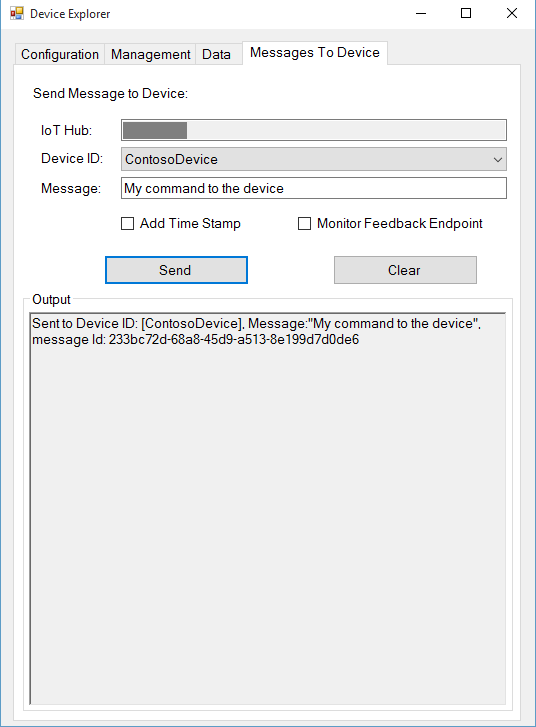 Device Explorer
Configuration Management Data Messages To Device
Send Message to Device:
IoT Hub:
Device ID: ContosoDevice
Message: My command to the device
Add Time Stamp Monitor Feedback Endpoint
Send Clear
Output
Sent to Device ID: [ContosoDevice], Message:"My command to the device",
message Id: 233bc72d-68a8-45d9-a513-8e199d7d0de6